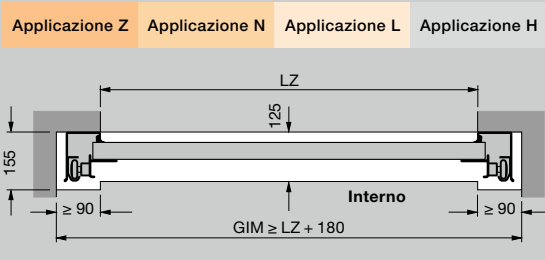 Applicazione Z Applicazione N Applicazione L Applicazione H
LZ
125
155
Interno
≥ 90 ≥ 90
GIM ≥ LZ + 180